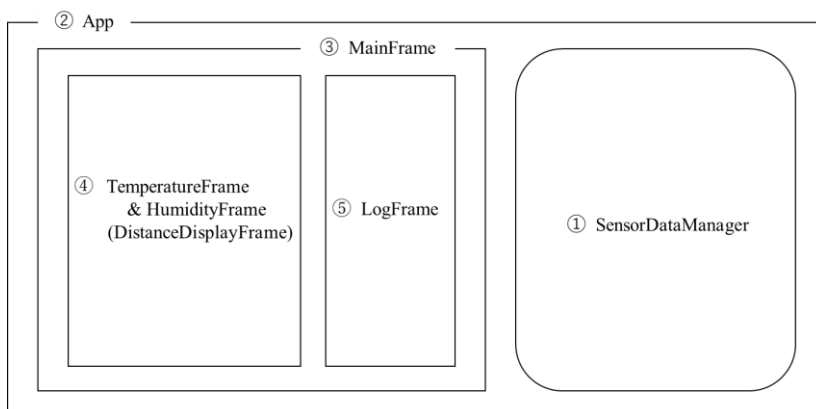 ② App
③ MainFrame
④ TemperatureFrame
& HumidityFrame
(DistanceDisplayFrame)
⑤ LogFrame
① SensorDataManager